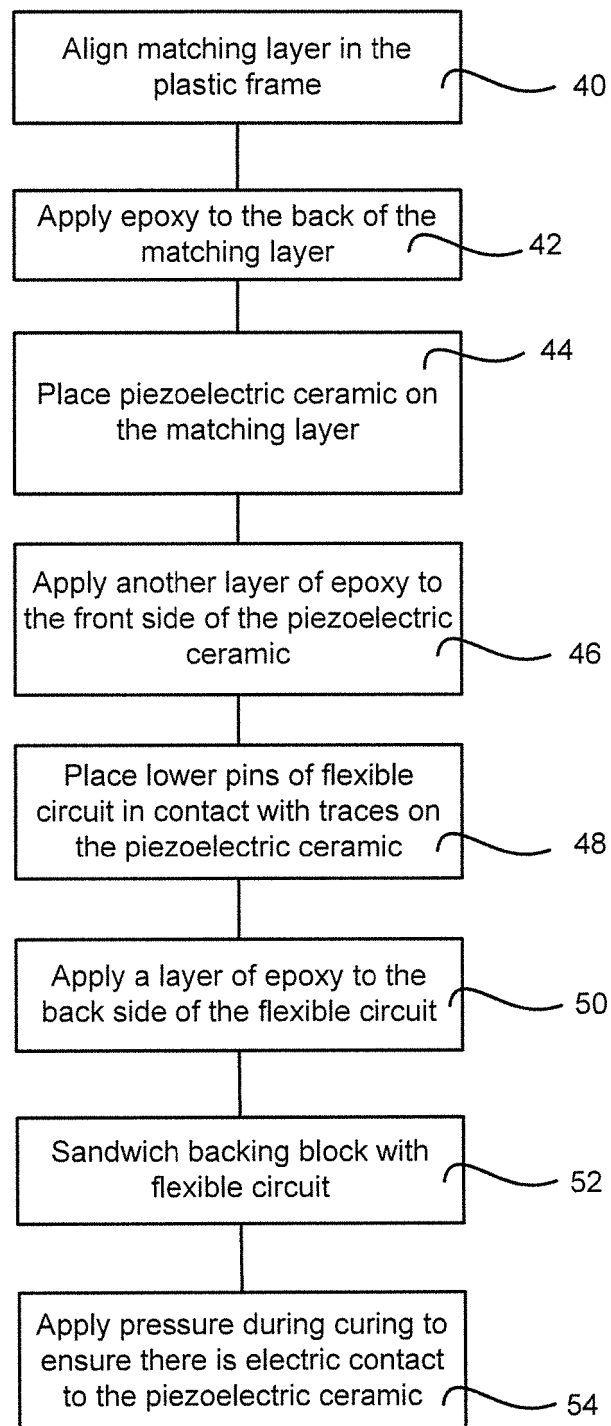 Align matching layer in the
plastic frame
40
Apply epoxy to the back of the
matching layer
42
44
Place piezoelectric ceramic on
the matching layer
Apply another layer of epoxy to
the front side of the piezoelectric
ceramic
46
Place lower pins of flexible
circuit in contact with traces on
the piezoelectric ceramic
48
Apply a layer of epoxy to the
back side of the flexible circuit
50
Sandwich backing block with
flexible circuit
52
Apply pressure during curing to
ensure there is electric contact
to the piezoelectric ceramic
54